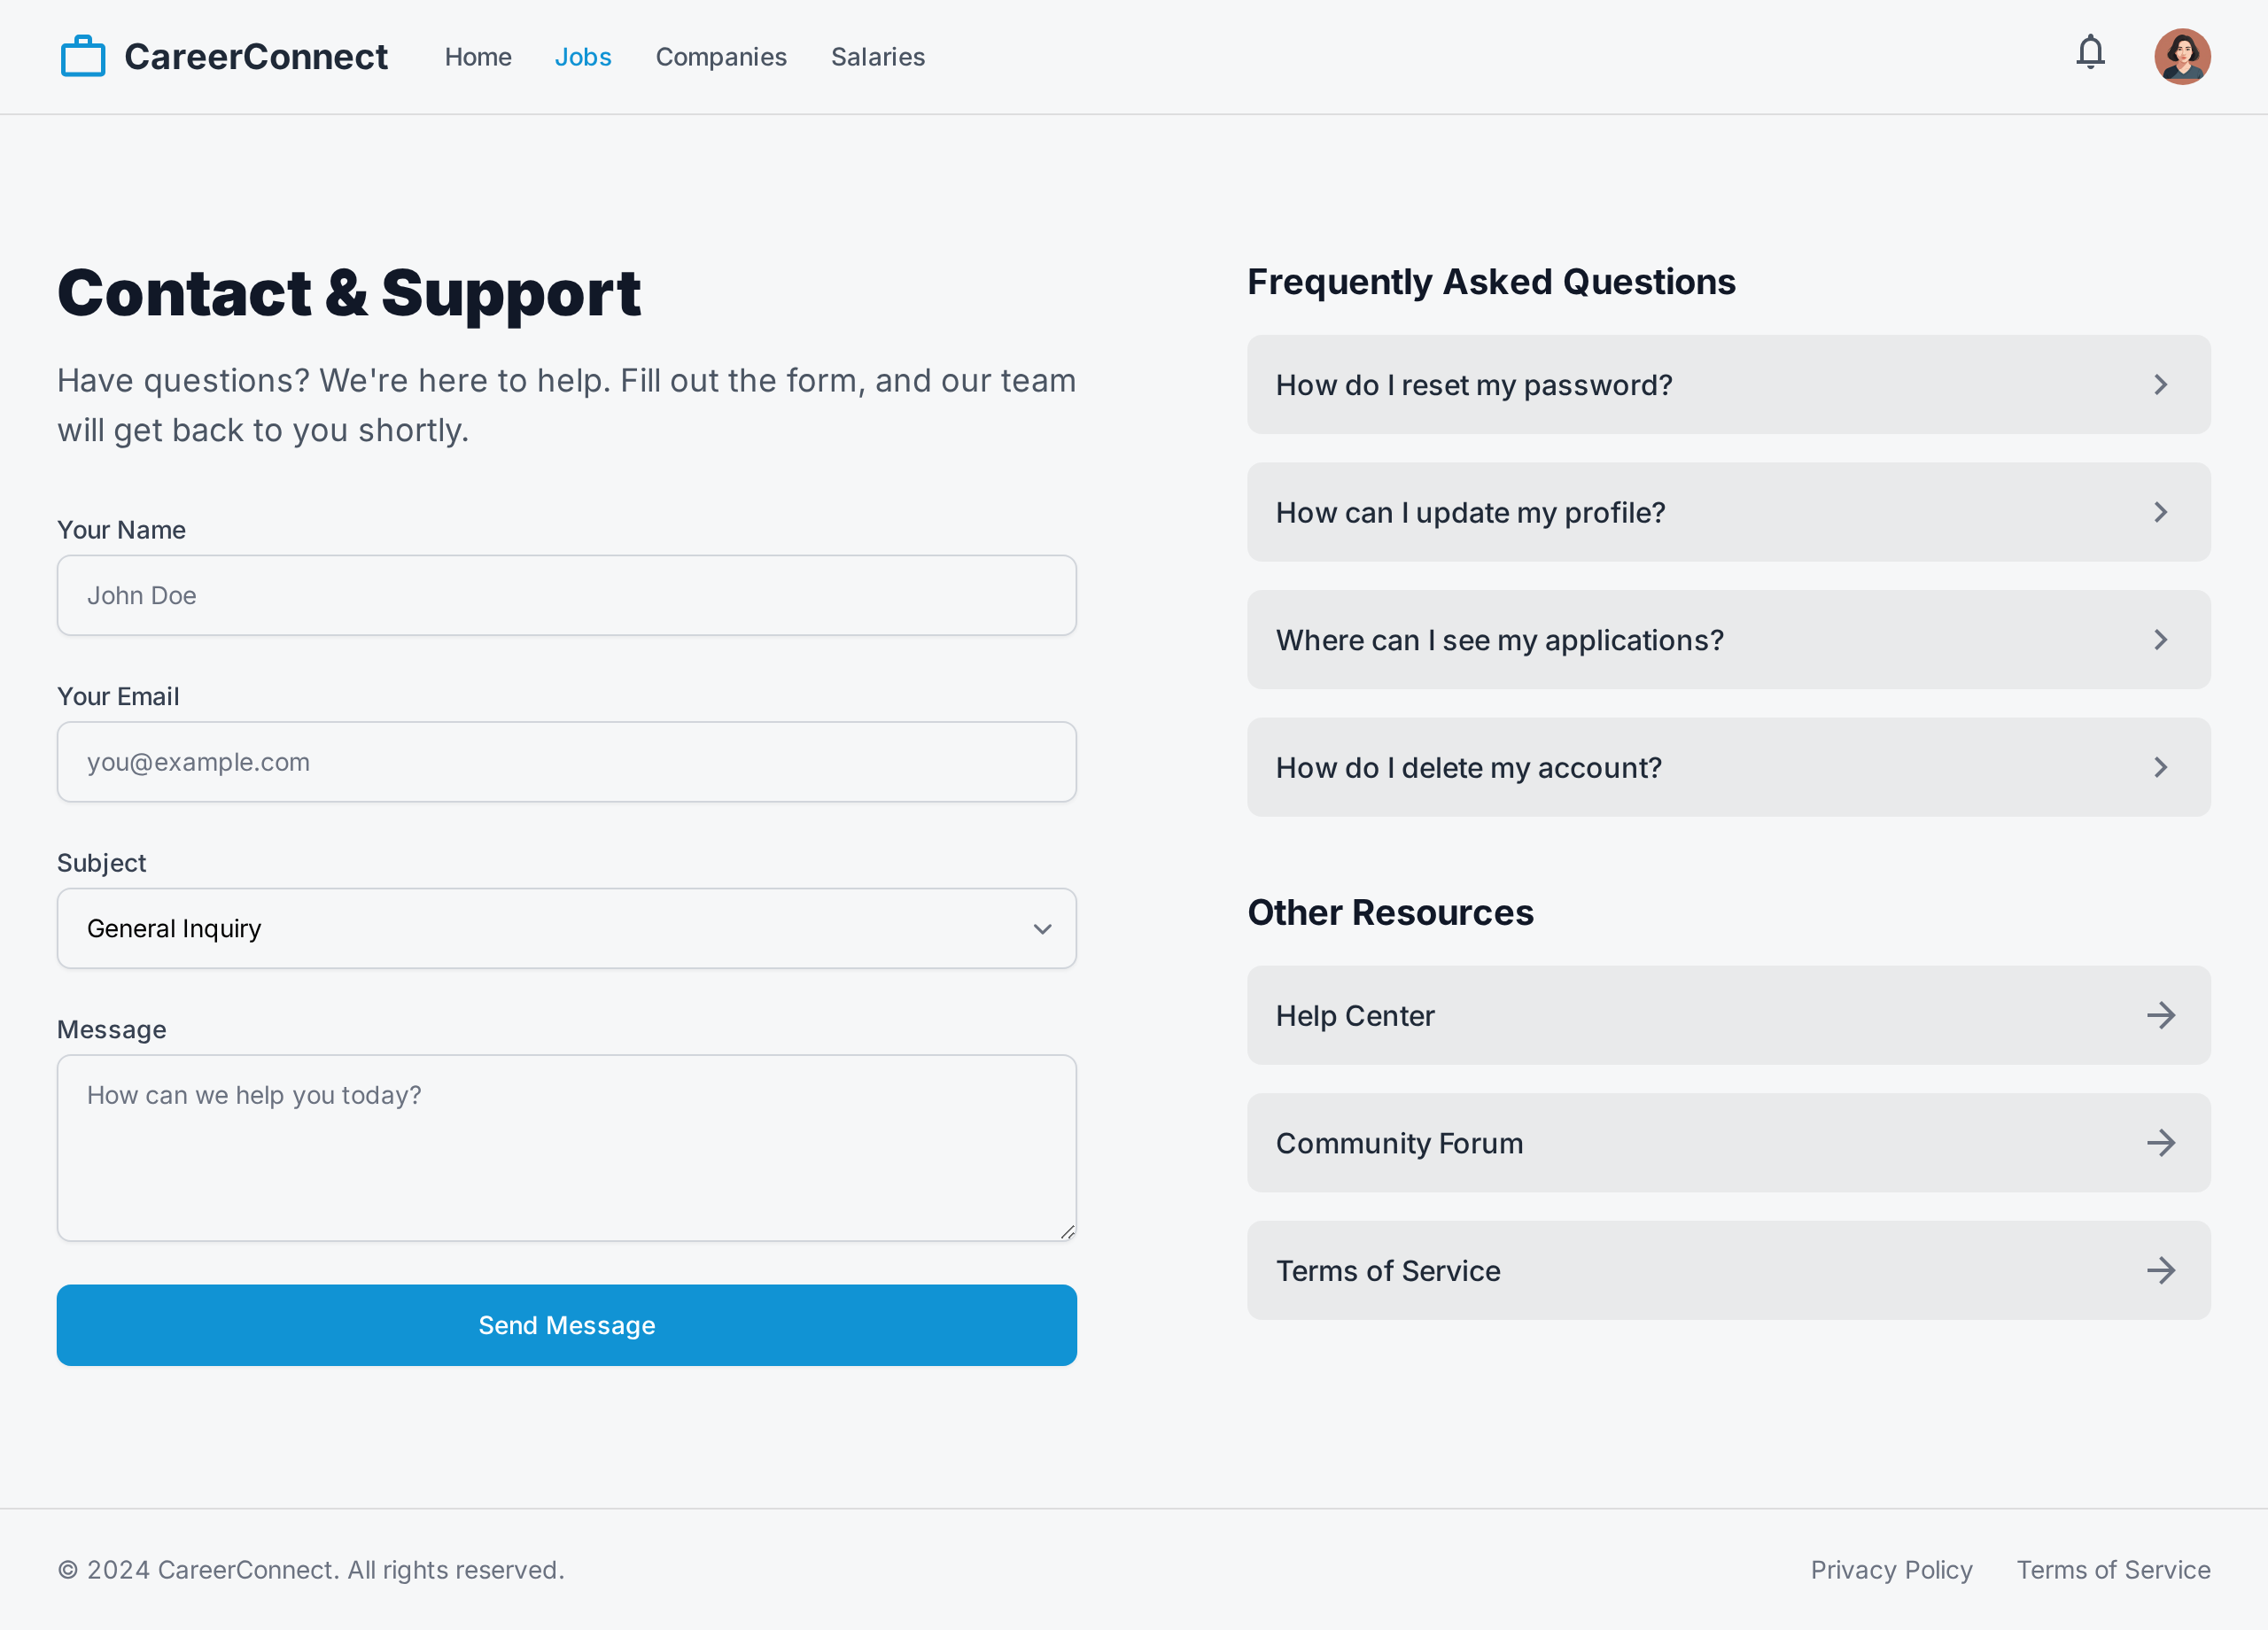 CareerConnect
Home
Jobs
Companies
Salaries
Contact & Support
Have questions? We're here to help. Fill out the form, and our team
will get back to you shortly.
Your Name
John Doe
Your Email
you@example.com
Subject
General Inquiry
Message
How can we help you today?
Send Message
Frequently Asked Questions
How do I reset my password?
How can I update my profile?
Where can I see my applications?
How do I delete my account?
Other Resources
Help Center
Community Forum
Terms of Service
© 2024 CareerConnect. All rights reserved.
Privacy Policy
Terms of Service